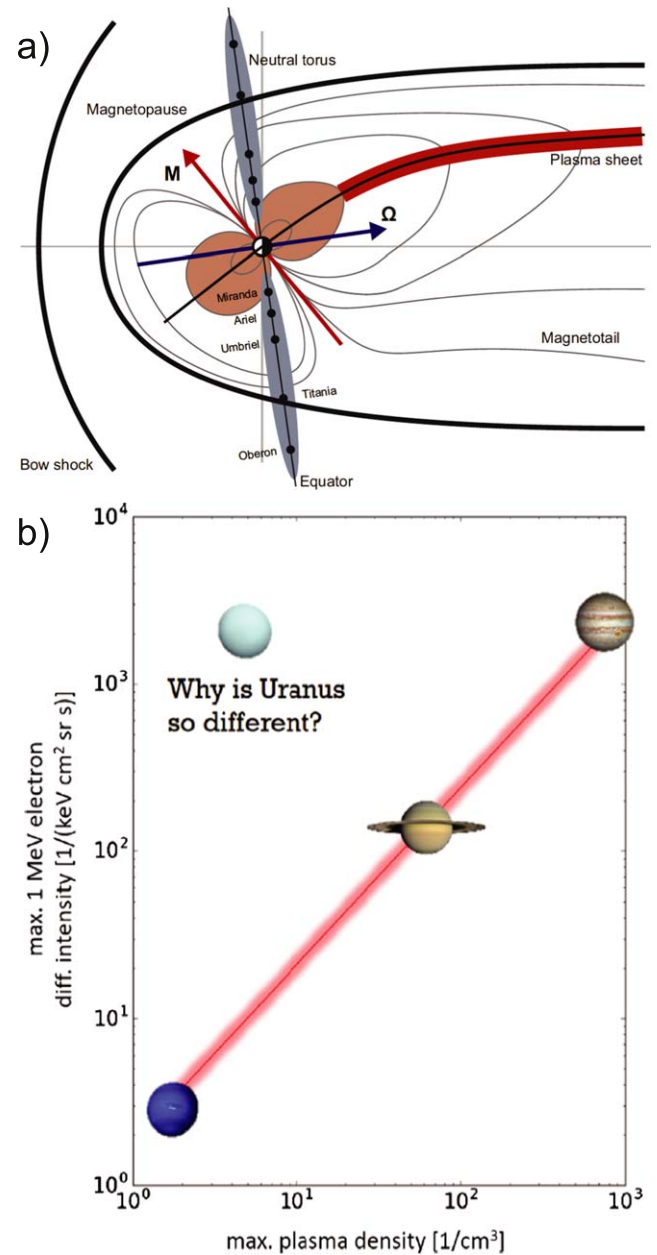 a)
Neutral torus
Magnetopause
Plasma sheet
M
Ω
Miranda
Ariel
Umbriel
Magnetotail
Titania
Oberon
Bow shock
Equator
b)
10⁴
10³
10²
10¹
10⁰
Why is Uranus
so different?
max. 1 MeV electron
diff. intensity [1/(keV cm² sr s)]
10⁰ 10¹ 10² 10³
max. plasma density [1/cm³]